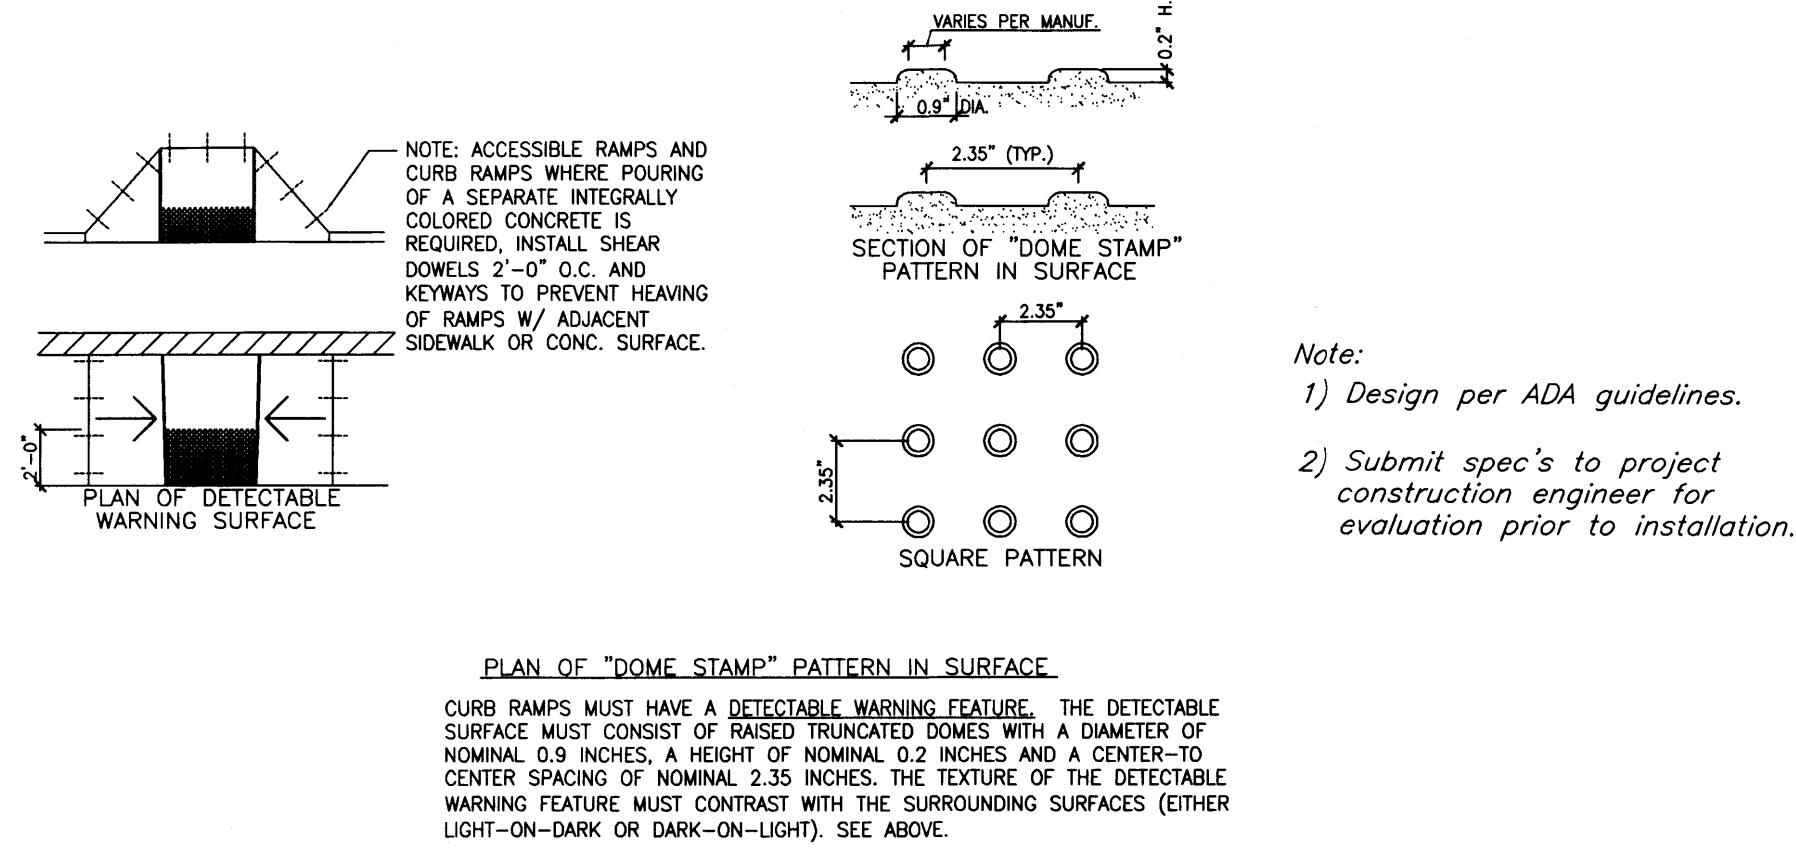 VARIES PER MANUF.
0.2" H.
0.9" DIA.
NOTE: ACCESSIBLE RAMPS AND
CURB RAMPS WHERE POURING
OF A SEPARATE INTEGRALLY
COLORED CONCRETE IS
REQUIRED, INSTALL SHEAR
DOWELS 2'-0" O.C. AND
KEYWAYS TO PREVENT HEAVING
OF RAMPS W/ ADJACENT
SIDEWALK OR CONC. SURFACE.
2.35" (TYP.)
SECTION OF "DOME STAMP"
PATTERN IN SURFACE
2'-0"
PLAN OF DETECTABLE
WARNING SURFACE
2.35"
2.35"
SQUARE PATTERN
Note:
1) Design per ADA guidelines.
2) Submit spec's to project
construction engineer for
evaluation prior to installation.
PLAN OF "DOME STAMP" PATTERN IN SURFACE
CURB RAMPS MUST HAVE A DETECTABLE WARNING FEATURE. THE DETECTABLE
SURFACE MUST CONSIST OF RAISED TRUNCATED DOMES WITH A DIAMETER OF
NOMINAL 0.9 INCHES, A HEIGHT OF NOMINAL 0.2 INCHES AND A CENTER-TO
CENTER SPACING OF NOMINAL 2.35 INCHES. THE TEXTURE OF THE DETECTABLE
WARNING FEATURE MUST CONTRAST WITH THE SURROUNDING SURFACES (EITHER
LIGHT-ON-DARK OR DARK-ON-LIGHT). SEE ABOVE.